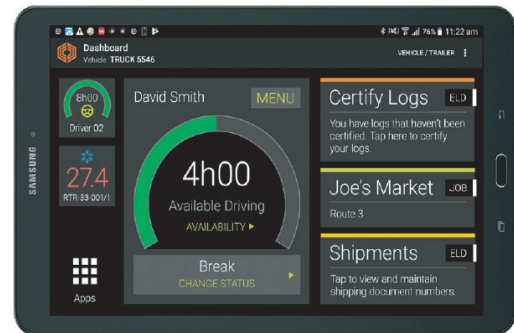 76% 11:22 am
Dashboard
Vehicle TRUCK 5546
VEHICLE / TRAILER
8h00
Driver 02
27.4
RTR-33-001/1
Apps
David Smith
MENU
4h00
Available Driving
AVAILABILITY
Break
CHANGE STATUS
Certify Logs ELD
You have logs that haven't been
certified. Tap here to certify
your logs.
Joe's Market JOB
Route 3
Shipments ELD
Tap to view and maintain
shipping document numbers.
SAMSUNG